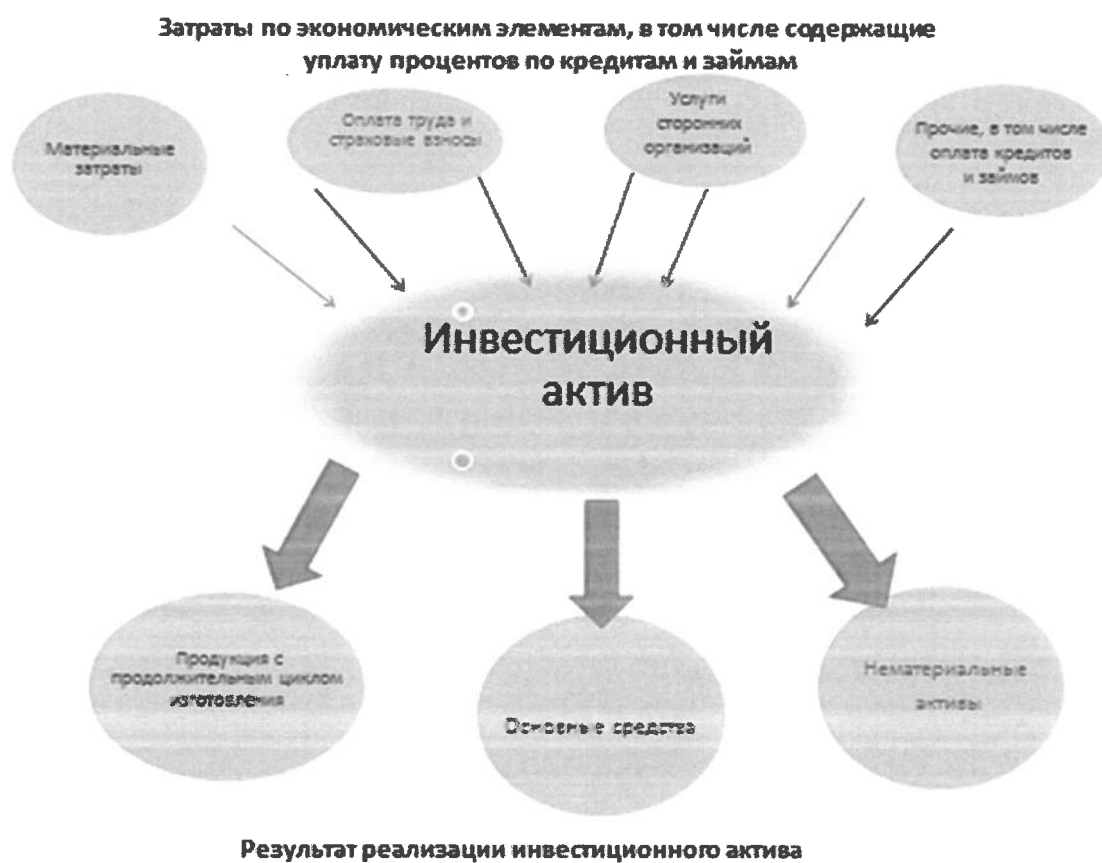 Затраты по экономическим элементам, в том числе содержащие
уплату процентов по кредитам и займам
Материальные
затраты
Оплата труда и
страховые взносы
Услуги
сторонних
организаций
Прочие, в том числе
оплата кредитов
и займов
Инвестиционный
актив
Продукция с
продолжительным циклом
изготовления
Основные средства
Нематериальные
активы
Результат реализации инвестиционного актива